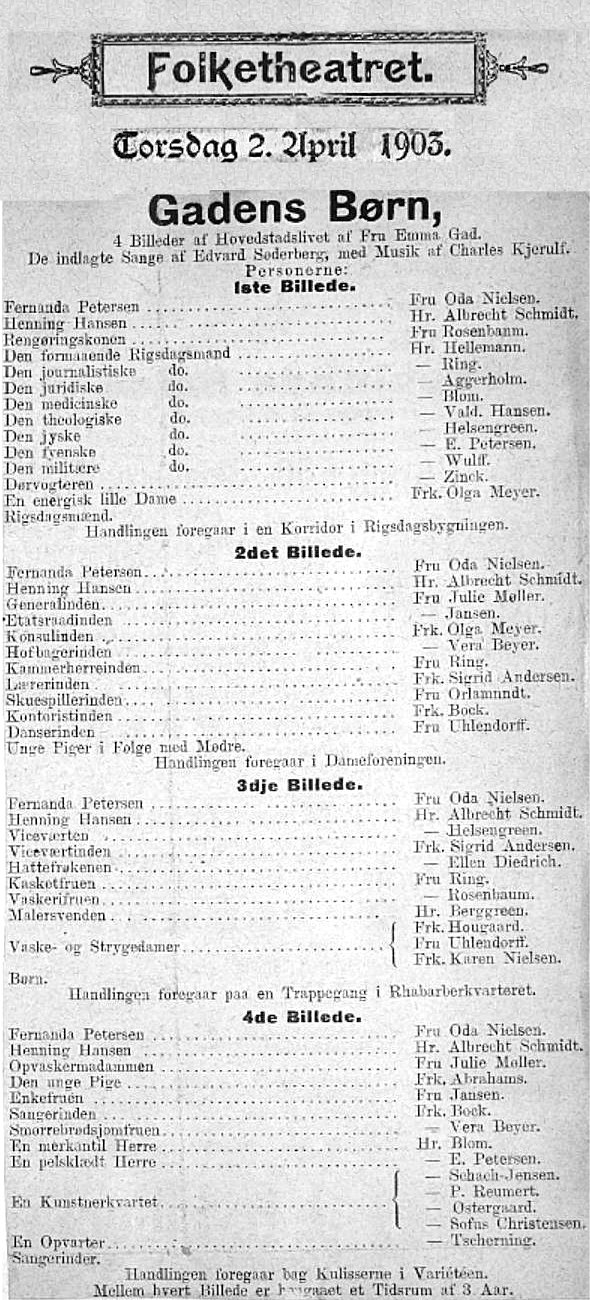 Folketheatret.
Torsdag 2. April 1903.
Gadens Børn,
4 Billeder af Hovedstadslivet af Fru Emma Gad.
De indlagte Sange af Edvard Søderberg, med Musik af Charles Kjerulf.
Personerne:
1ste Billede.
Fernanda Petersen . . . Fru Oda Nielsen.
Henning Hansen . . . Hr. Albrecht Schmidt.
Rengøringskonen . . . Fru Rosenbaum.
Den formaaende Rigsdagsmand . . . Hr. Hellemann.
Den journalistiske do. . . . — Ring.
Den juridiske do. . . . — Aggerholm.
Den medicinske do. . . . — Blom.
Den theologiske do. . . . — Vald. Hansen.
Den jyske do. . . . — Helsengreen.
Den fyenske do. . . . — E. Petersen.
Den militære do. . . . — Wulff.
Dørvogteren . . . — Zinck.
En energisk lille Dame . . . Frk. Olga Meyer.
Rigsdagsmænd.
Handlingen foregaar i en Korridor i Rigsdagsbygningen.
2det Billede.
Fernanda Petersen . . . Fru Oda Nielsen.
Henning Hansen . . . Hr. Albrecht Schmidt.
Generalinden . . . Fru Julie Møller.
Etatsraadinden . . . — Jansen.
Konsulinden . . . Frk. Olga Meyer.
Hofbagerinden . . . — Vera Beyer.
Kammerherreinden . . . Fru Ring.
Lærerinden . . . Frk. Sigrid Andersen.
Skuespillerinden . . . Fru Orlamundt.
Kontoristinden . . . Frk. Bock.
Danserinden . . . Fru Uhlendorff.
Unge Piger i Følge med Mødre.
Handlingen foregaar i Dameforeningen.
3dje Billede.
Fernanda Petersen . . . Fru Oda Nielsen.
Henning Hansen . . . Hr. Albrecht Schmidt.
Viceværten . . . — Helsengreen.
Viceværtinden . . . Frk. Sigrid Andersen.
Hattefrøkenen . . . — Ellen Diedrich.
Kasketfruen . . . Fru Ring.
Vaskerifruen . . . — Rosenbaum.
Malersvenden . . . Hr. Berggreen.
Vaske- og Strygedamer . . . { Frk. Hougaard.
Fru Uhlendorff.
Frk. Karen Nielsen.
Børn.
Handlingen foregaar paa en Trappegang i Rhabarberkvarteret.
4de Billede.
Fernanda Petersen . . . Fru Oda Nielsen.
Henning Hansen . . . Hr. Albrecht Schmidt.
Opvaskermadammen . . . Fru Julie Møller.
Den unge Pige . . . Frk. Abrahams.
Enkefruen . . . Fru Jansen.
Sangerinden . . . Frk. Bock.
Smørrebrødsjomfruen . . . — Vera Beyer.
En merkantil Herre . . . Hr. Blom.
En pelsklædt Herre . . . — E. Petersen.
En Kunstnerkvartet . . . { — Schach-Jensen.
— P. Reumert.
— Østergaard.
— Sofus Christensen.
En Opvarter . . . — Tscherning.
Sangerinder.
Handlingen foregaar bag Kulisserne i Variétéen.
Mellem hvert Billede er et Tidsrum af 3 Aar.